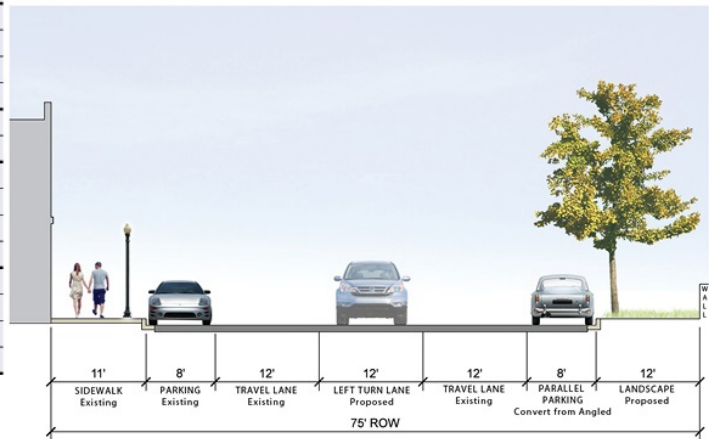 WALL
11' 8' 12' 12' 12' 8' 12'
SIDEWALK PARKING TRAVEL LANE LEFT TURN LANE TRAVEL LANE PARALLEL LANDSCAPE
Existing Existing Existing Proposed Existing PARKING Proposed
Convert from Angled
75' ROW